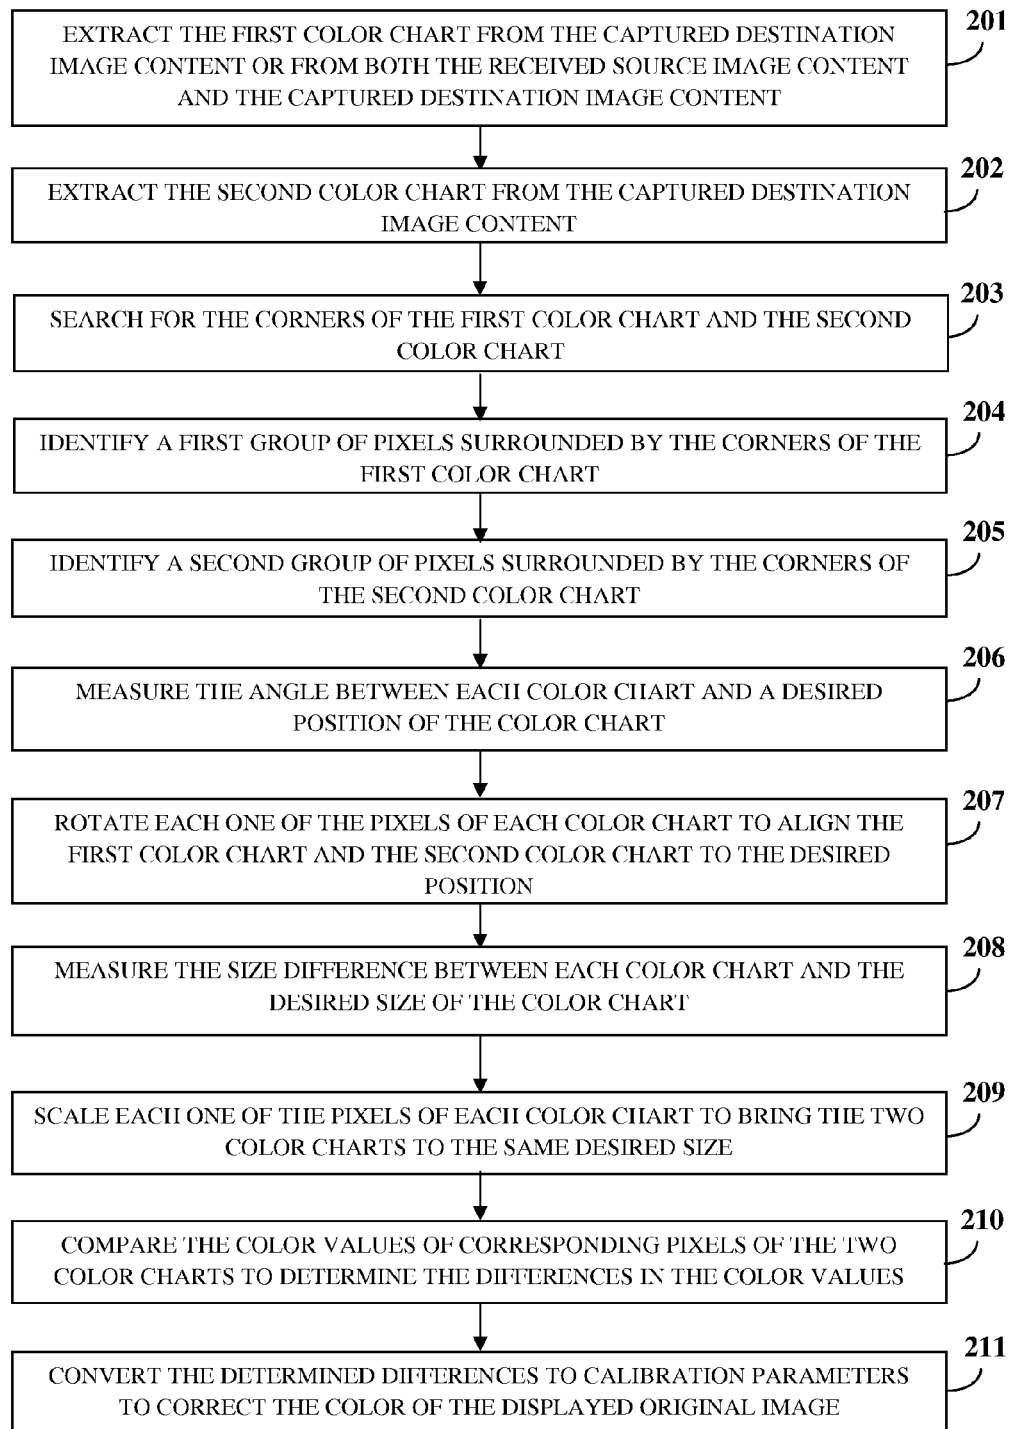 201
EXTRACT THE FIRST COLOR CHART FROM THE CAPTURED DESTINATION
IMAGE CONTENT OR FROM BOTH THE RECEIVED SOURCE IMAGE CONTENT
AND THE CAPTURED DESTINATION IMAGE CONTENT
202
EXTRACT THE SECOND COLOR CHART FROM THE CAPTURED DESTINATION
IMAGE CONTENT
203
SEARCH FOR THE CORNERS OF THE FIRST COLOR CHART AND THE SECOND
COLOR CHART
204
IDENTIFY A FIRST GROUP OF PIXELS SURROUNDED BY THE CORNERS OF THE
FIRST COLOR CHART
205
IDENTIFY A SECOND GROUP OF PIXELS SURROUNDED BY THE CORNERS OF
THE SECOND COLOR CHART
206
MEASURE THE ANGLE BETWEEN EACH COLOR CHART AND A DESIRED
POSITION OF THE COLOR CHART
207
ROTATE EACH ONE OF THE PIXELS OF EACH COLOR CHART TO ALIGN THE
FIRST COLOR CHART AND THE SECOND COLOR CHART TO THE DESIRED
POSITION
208
MEASURE THE SIZE DIFFERENCE BETWEEN EACH COLOR CHART AND THE
DESIRED SIZE OF THE COLOR CHART
209
SCALE EACH ONE OF THE PIXELS OF EACH COLOR CHART TO BRING THE TWO
COLOR CHARTS TO THE SAME DESIRED SIZE
210
COMPARE THE COLOR VALUES OF CORRESPONDING PIXELS OF THE TWO
COLOR CHARTS TO DETERMINE THE DIFFERENCES IN THE COLOR VALUES
211
CONVERT THE DETERMINED DIFFERENCES TO CALIBRATION PARAMETERS
TO CORRECT THE COLOR OF THE DISPLAYED ORIGINAL IMAGE